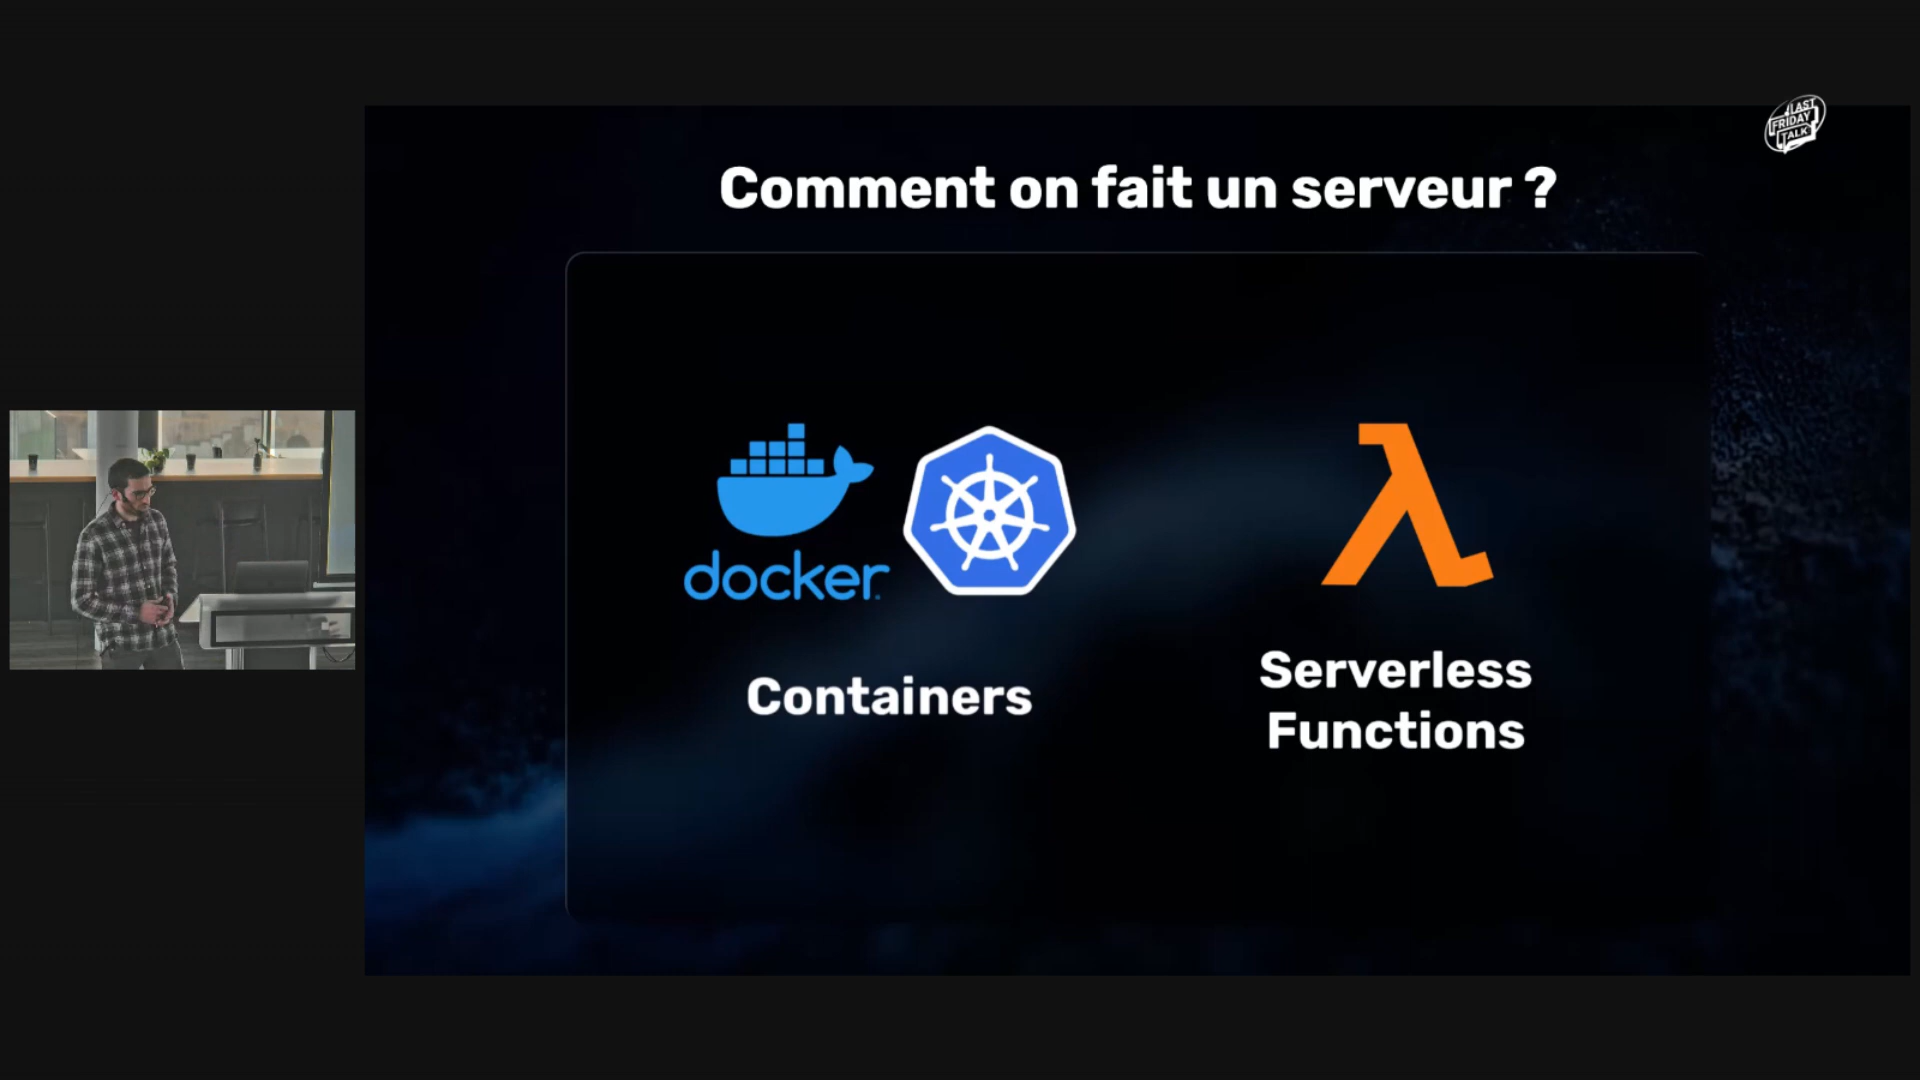 LAST
FRIDAY
TALK
Comment on fait un serveur ?
docker
Containers
Serverless
Functions